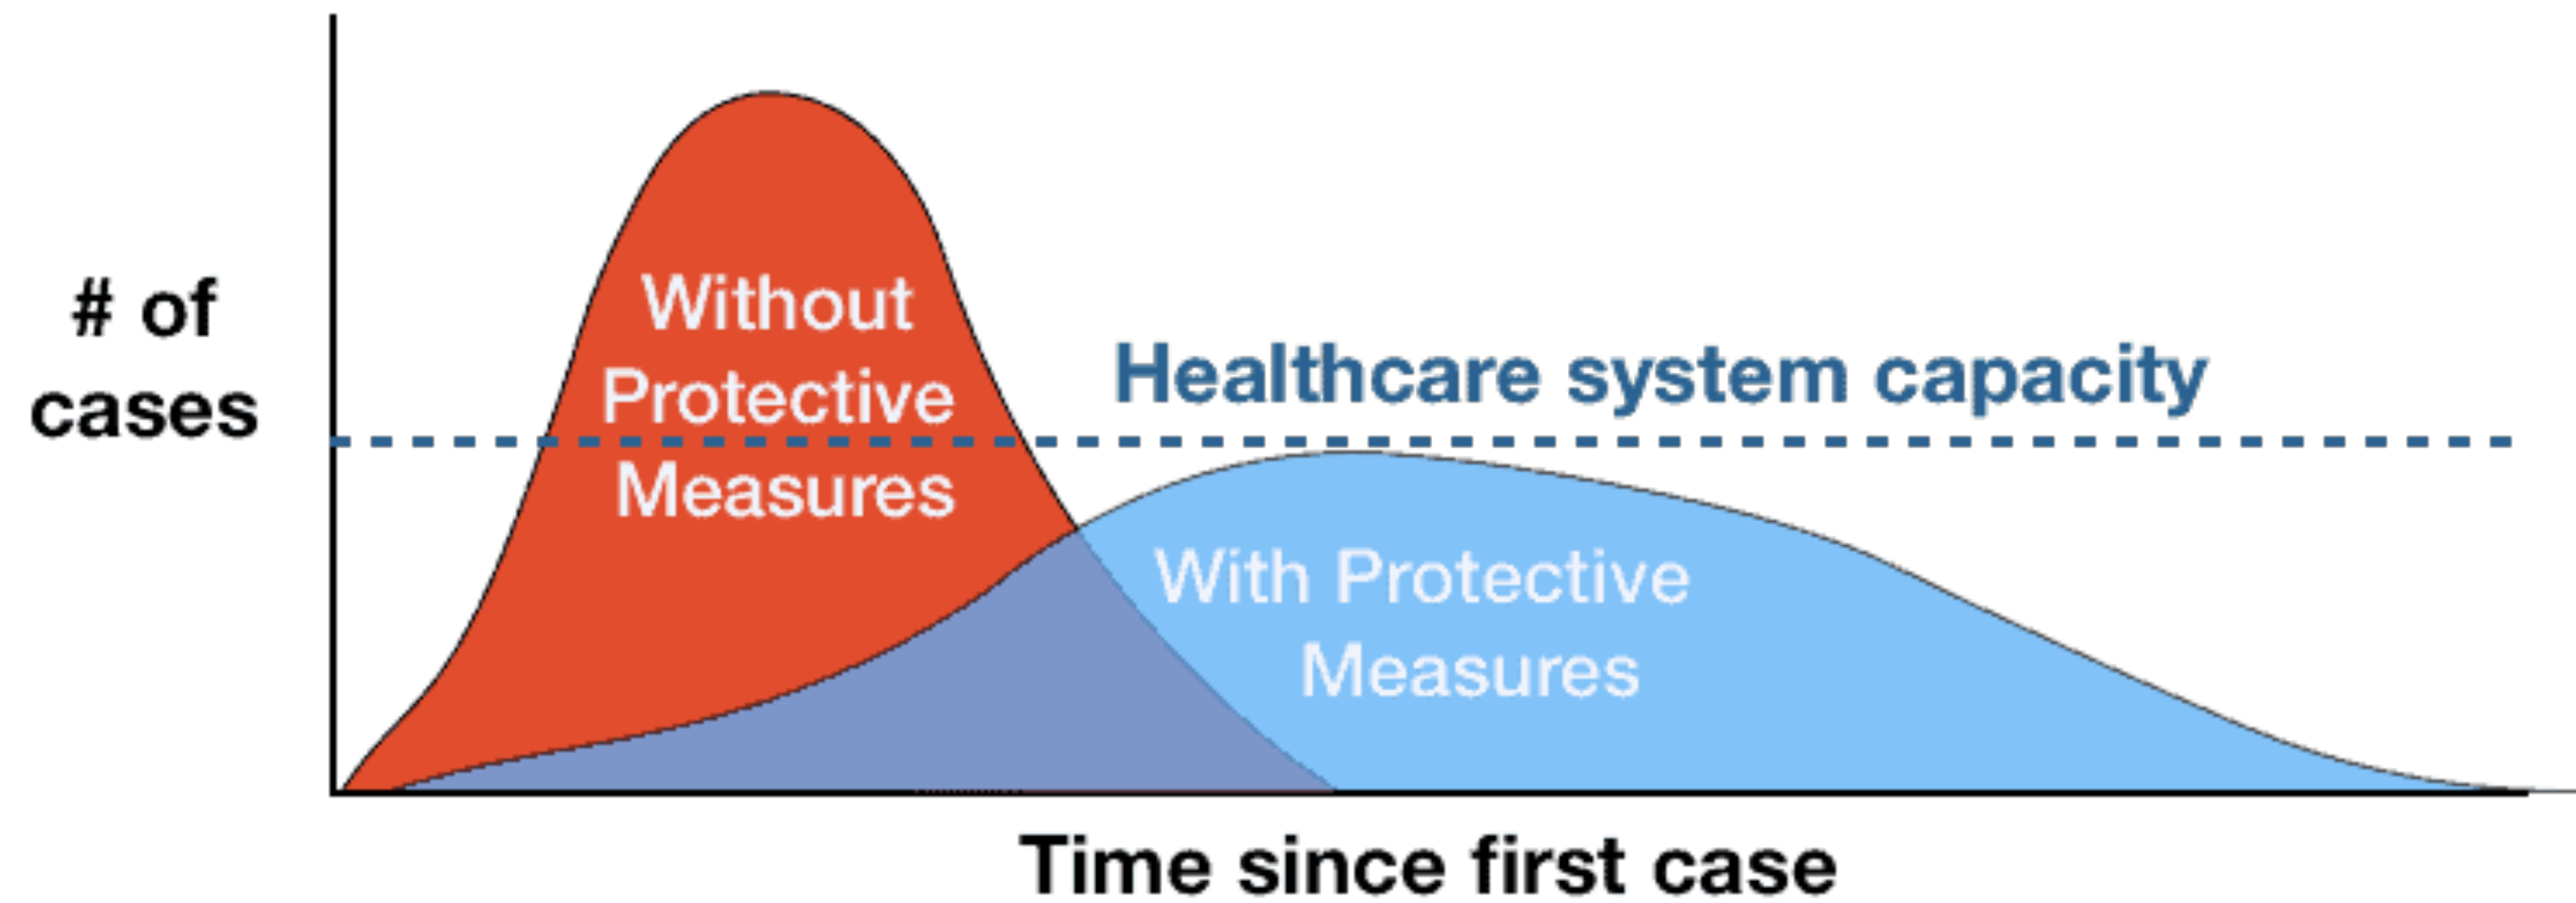 # of
cases
Without
Protective
Measures
Healthcare system capacity
With Protective
Measures
Time since first case